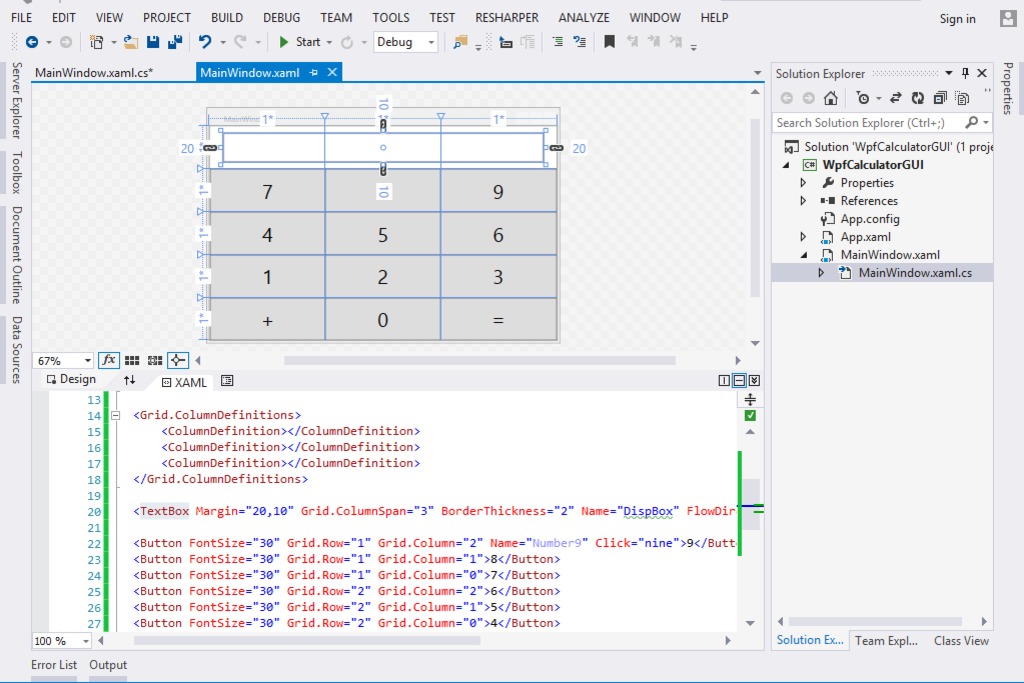 FILE EDIT VIEW PROJECT BUILD DEBUG TEAM TOOLS TEST RESHARPER ANALYZE WINDOW HELP Sign in
Start Debug
Server Explorer
Toolbox
Document Outline
Data Sources
MainWindow.xaml.cs* MainWindow.xaml
10
1* 1* 1*
20 20
1* 7 10 9
1* 4 5 6
1* 1 2 3
1* + 0 =
67% fx
Design XAML
13
14 <Grid.ColumnDefinitions>
15 <ColumnDefinition></ColumnDefinition>
16 <ColumnDefinition></ColumnDefinition>
17 <ColumnDefinition></ColumnDefinition>
18 </Grid.ColumnDefinitions>
19
20 <TextBox Margin="20,10" Grid.ColumnSpan="3" BorderThickness="2" Name="DispBox" FlowDir
21
22 <Button FontSize="30" Grid.Row="1" Grid.Column="2" Name="Number9" Click="nine">9</Butt
23 <Button FontSize="30" Grid.Row="1" Grid.Column="1">8</Button>
24 <Button FontSize="30" Grid.Row="1" Grid.Column="0">7</Button>
25 <Button FontSize="30" Grid.Row="2" Grid.Column="2">6</Button>
26 <Button FontSize="30" Grid.Row="2" Grid.Column="1">5</Button>
27 <Button FontSize="30" Grid.Row="2" Grid.Column="0">4</Button>
100 %
Error List Output
Solution Explorer
Search Solution Explorer (Ctrl+;)
Solution 'WpfCalculatorGUI' (1 proje
C# WpfCalculatorGUI
Properties
References
App.config
App.xaml
MainWindow.xaml
MainWindow.xaml.cs
Solution Ex... Team Expl... Class View
Properties